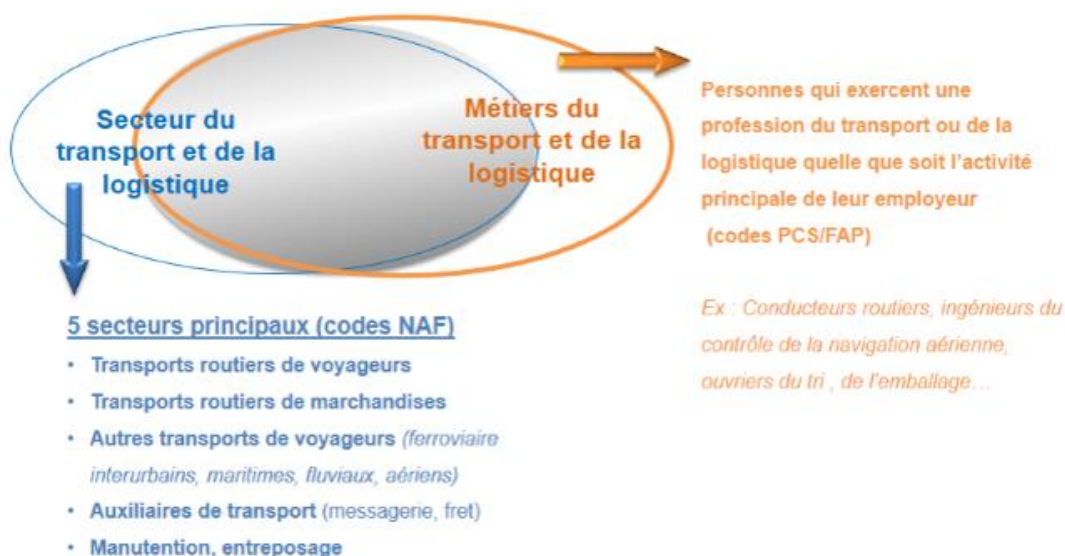 Secteur du
transport et de la
logistique
Métiers du
transport et de la
logistique
Personnes qui exercent une
profession du transport ou de la
logistique quelle que soit l'activité
principale de leur employeur
(codes PCS/FAP)
Ex : Conducteurs routiers, ingénieurs du
contrôle de la navigation aérienne,
ouvriers du tri , de l'emballage...
5 secteurs principaux (codes NAF)
• Transports routiers de voyageurs
• Transports routiers de marchandises
• Autres transports de voyageurs (ferroviaire
interurbains, maritimes, fluviaux, aériens)
• Auxiliaires de transport (messagerie, fret)
• Manutention, entreposage